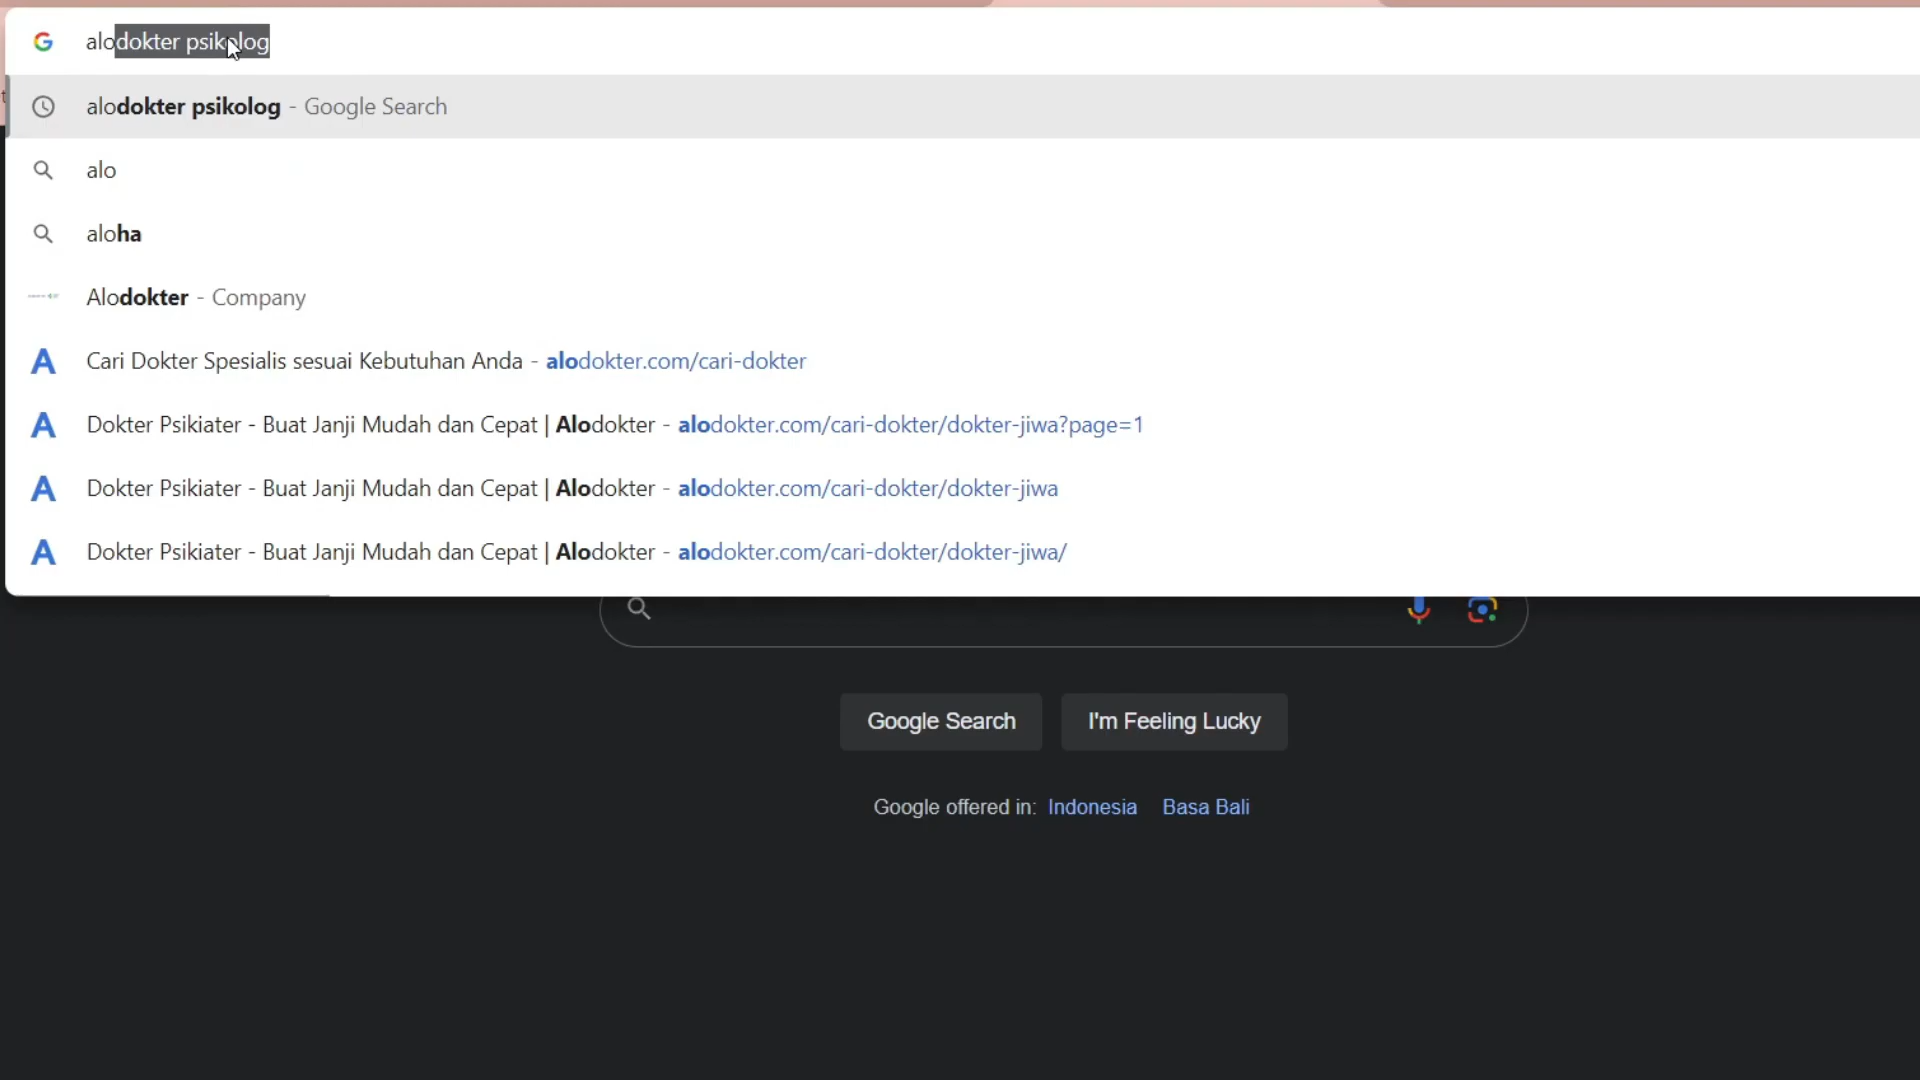 alodokter psikolog
alodokter psikolog - Google Search
alo
aloha
Alodokter - Company
Cari Dokter Spesialis sesuai Kebutuhan Anda - alodokter.com/cari-dokter
Dokter Psikiater - Buat Janji Mudah dan Cepat | Alodokter - alodokter.com/cari-dokter/dokter-jiwa?page=1
Dokter Psikiater - Buat Janji Mudah dan Cepat | Alodokter - alodokter.com/cari-dokter/dokter-jiwa
Dokter Psikiater - Buat Janji Mudah dan Cepat | Alodokter - alodokter.com/cari-dokter/dokter-jiwa/
Google Search I'm Feeling Lucky
Google offered in: Indonesia Basa Bali